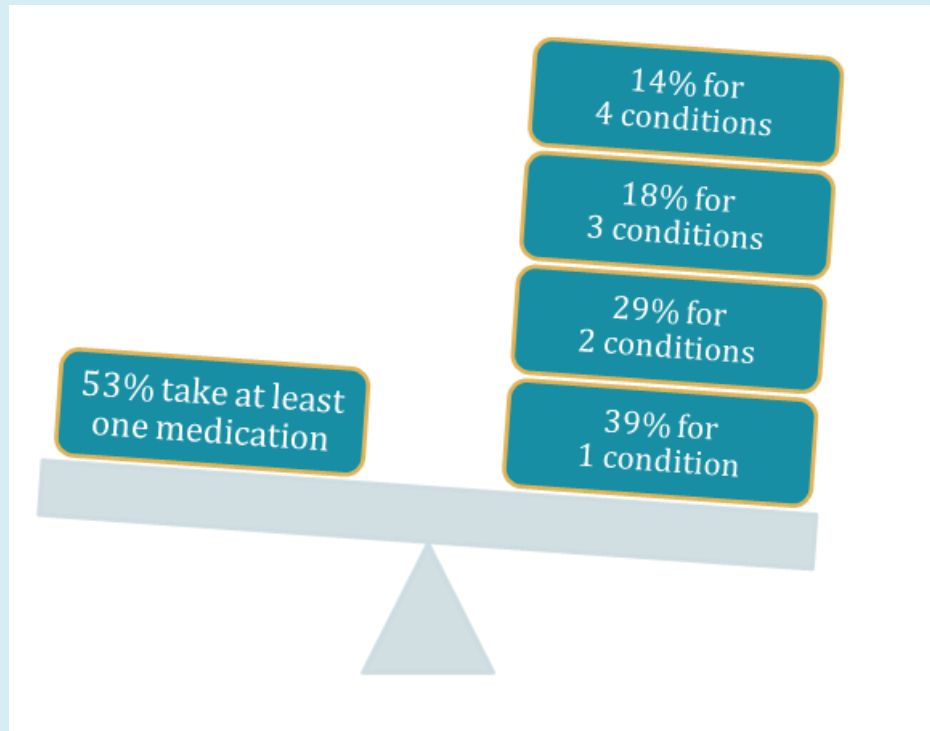 14% for
4 conditions
18% for
3 conditions
29% for
2 conditions
39% for
1 condition
53% take at least
one medication